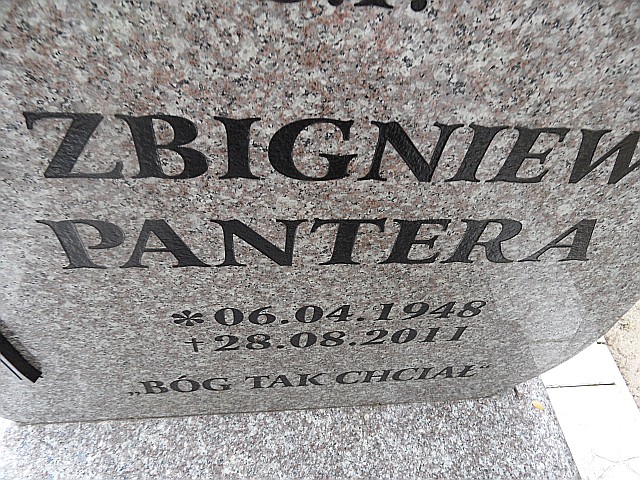 Ś.P.
ZBIGNIEW
PANTERA
* 06.04.1948
† 28.08.2011
„BÓG TAK CHCIAŁ"